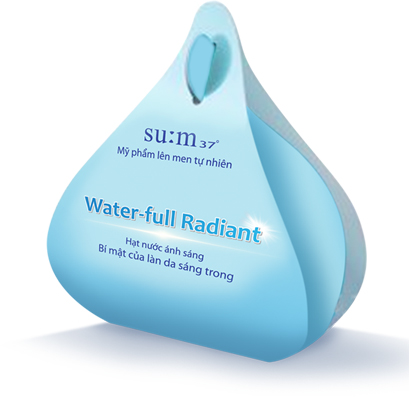 su:m37°
Mỹ phẩm lên men tự nhiên
Water-full Radiant
Hạt nước ánh sáng
Bí mật của làn da sáng trong